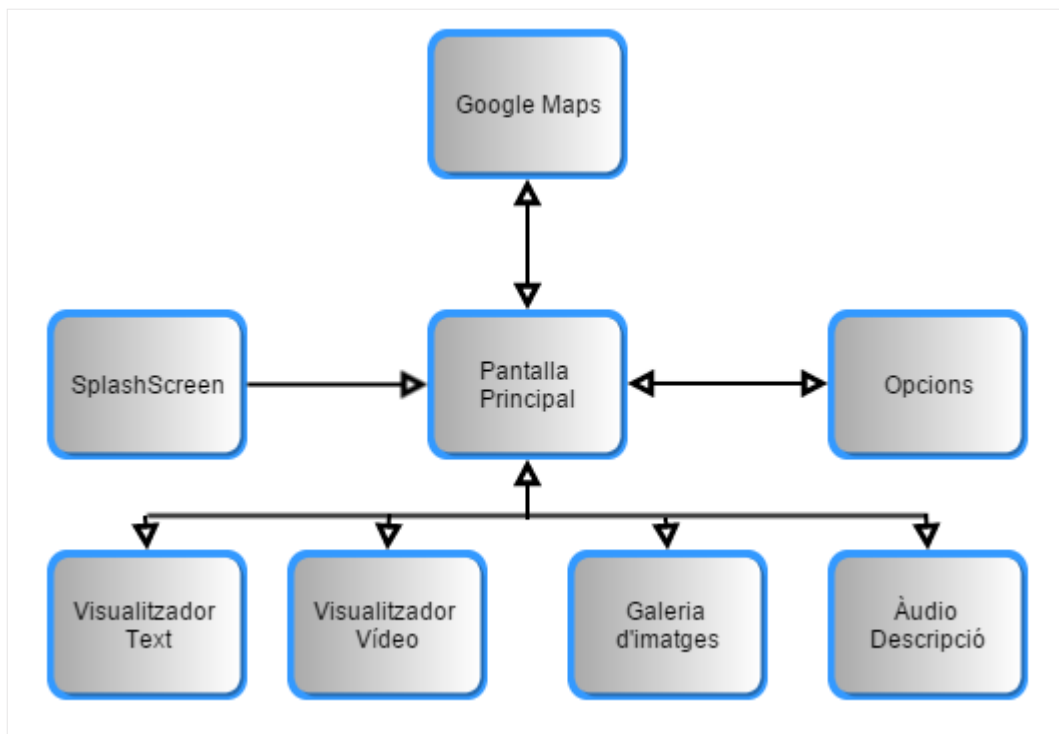 Google Maps
SplashScreen
Pantalla
Principal
Opcions
Visualitzador
Text
Visualitzador
Vídeo
Galeria
d'imatges
Àudio
Descripció